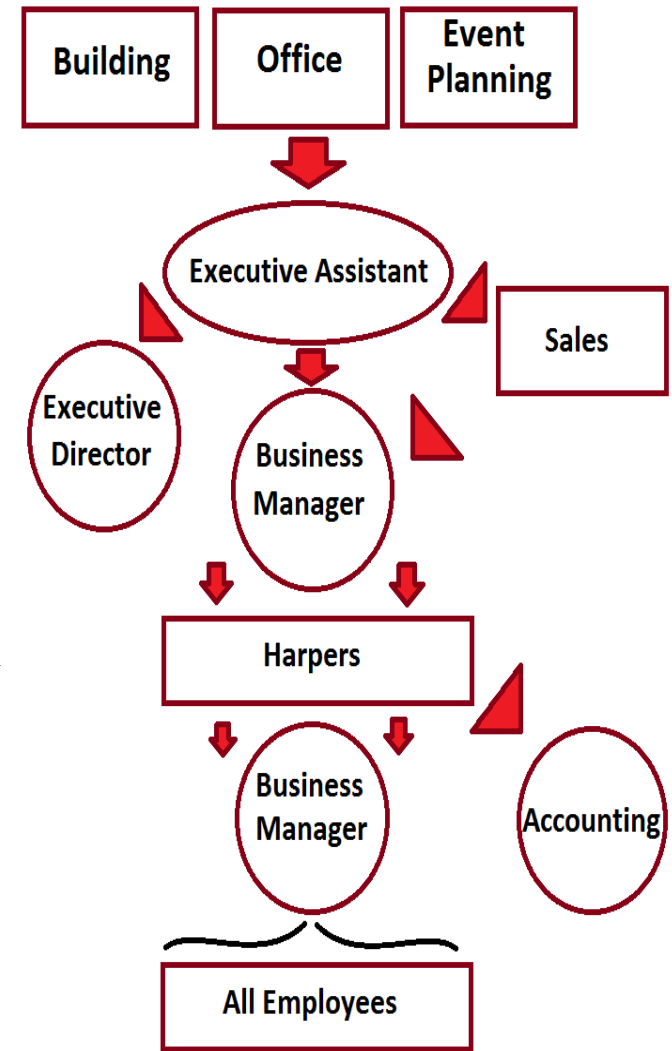 Building
Office
Event
Planning
Executive Assistant
Sales
Executive
Director
Business
Manager
Harpers
Business
Manager
Accounting
All Employees